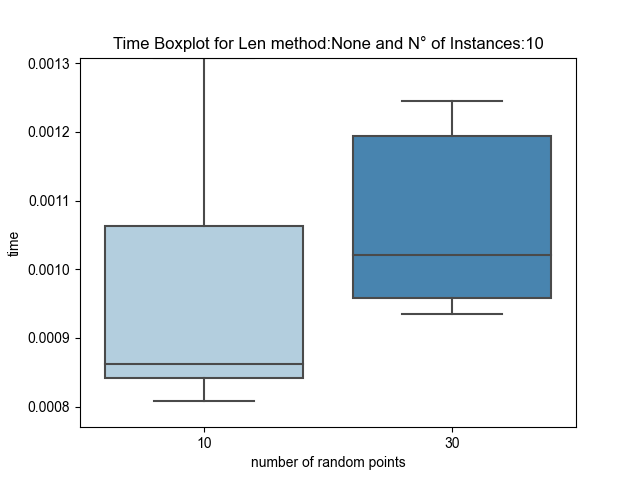 Time Boxplot for Len method:None and N° of Instances:10
0.0013
0.0012
0.0011
0.0010
0.0009
0.0008
time
10
30
number of random points